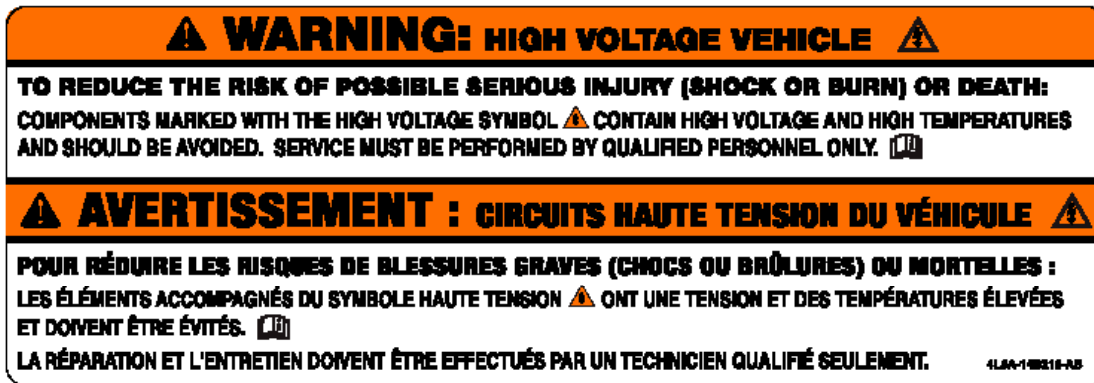 WARNING: HIGH VOLTAGE VEHICLE
TO REDUCE THE RISK OF POSSIBLE SERIOUS INJURY (SHOCK OR BURN) OR DEATH:
COMPONENTS MARKED WITH THE HIGH VOLTAGE SYMBOL CONTAIN HIGH VOLTAGE AND HIGH TEMPERATURES
AND SHOULD BE AVOIDED. SERVICE MUST BE PERFORMED BY QUALIFIED PERSONNEL ONLY.
AVERTISSEMENT : CIRCUITS HAUTE TENSION DU VÉHICULE
POUR RÉDUIRE LES RISQUES DE BLESSURES GRAVES (CHOCS OU BRÛLURES) OU MORTELLES :
LES ÉLÉMENTS ACCOMPAGNÉS DU SYMBOLE HAUTE TENSION ONT UNE TENSION ET DES TEMPÉRATURES ÉLEVÉES
ET DOIVENT ÊTRE ÉVITÉS.
LA RÉPARATION ET L'ENTRETIEN DOIVENT ÊTRE EFFECTUÉS PAR UN TECHNICIEN QUALIFIÉ SEULEMENT.